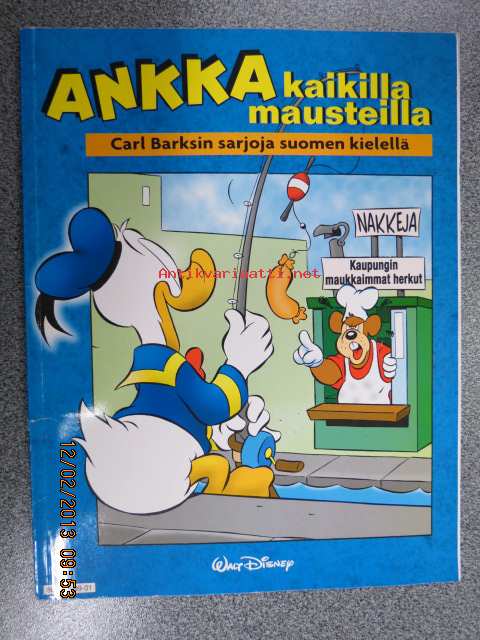 ANKKA kaikilla
mausteilla
Carl Barksin sarjoja suomen kielellä
NAKKEJA
Kaupungin
maukkaimmat herkut
Antikvariaatti.net
WALT DISNEY
12/02/2013 09:53